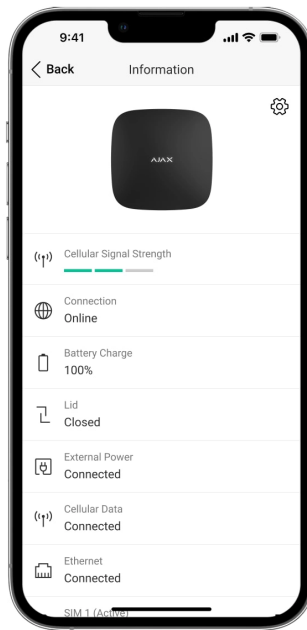 9:41
Back
Information
AJAX
Cellular Signal Strength
Connection
Online
Battery Charge
100%
Lid
Closed
External Power
Connected
Cellular Data
Connected
Ethernet
Connected
SIM 1 (Active)